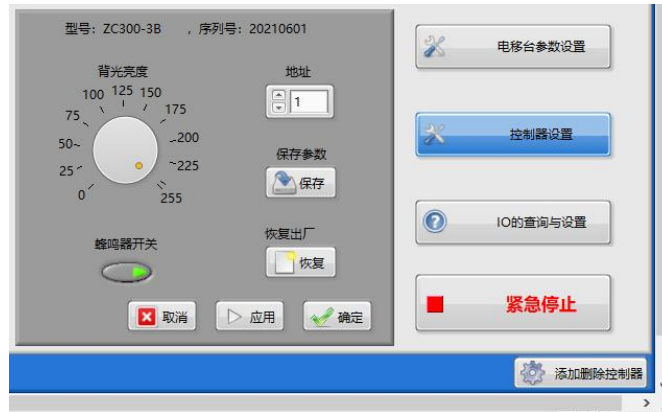 型号：ZC300-3B ，序列号：20210601
背光亮度
0
25
50
75
100
125
150
175
200
225
255
地址
1
保存参数
保存
蜂鸣器开关
恢复出厂
恢复
取消
应用
确定
电移台参数设置
控制器设置
IO的查询与设置
紧急停止
添加删除控制器